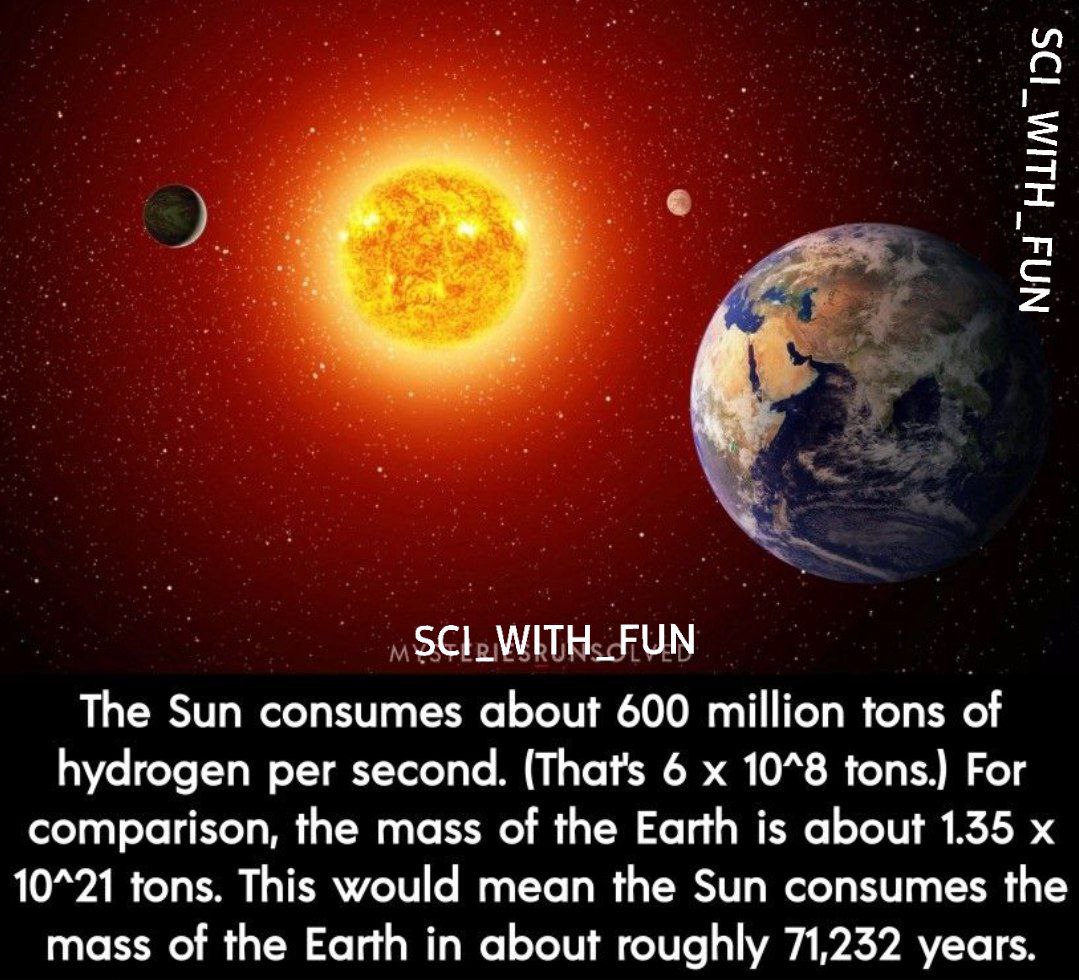 SCI_WITH_FUN
SCI_WITH_FUN
MYSTERIESRUNSOLVED
The Sun consumes about 600 million tons of
hydrogen per second. (That's 6 x 10^8 tons.) For
comparison, the mass of the Earth is about 1.35 x
10^21 tons. This would mean the Sun consumes the
mass of the Earth in about roughly 71,232 years.